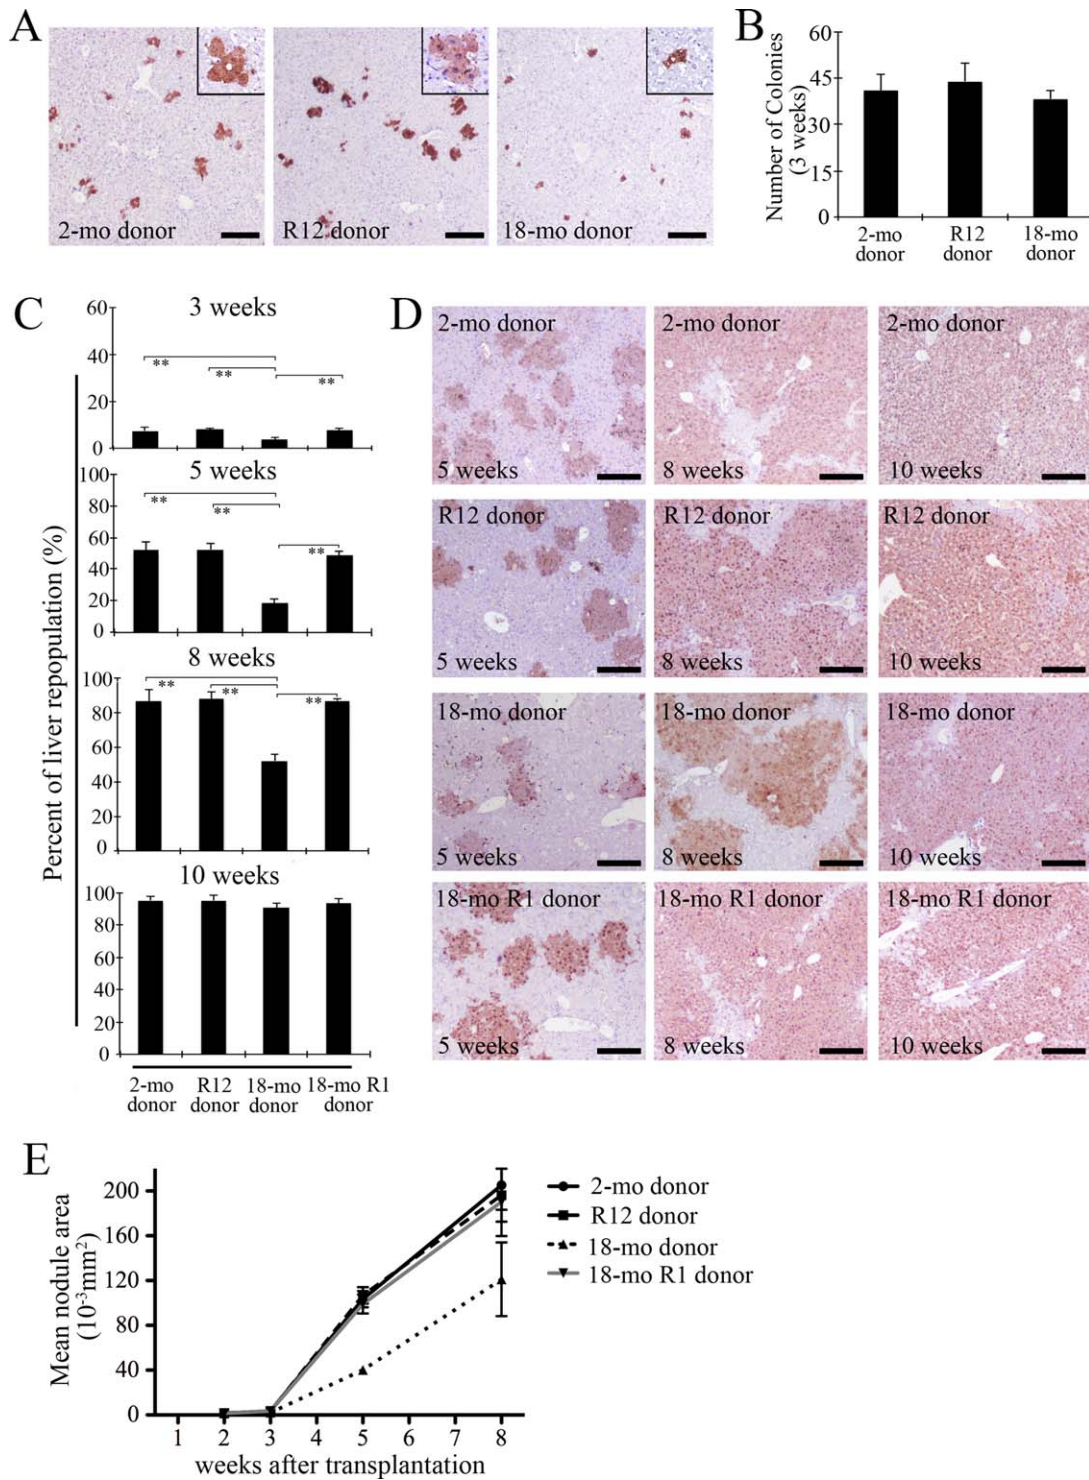 A
2-mo donor
R12 donor
18-mo donor
B
Number of Colonies
(3 weeks)
60
45
30
15
0
2-mo
donor
R12
donor
18-mo
donor
C
Percent of liver repopulation (%)
3 weeks
60
40
20
0
**
**
**
5 weeks
100
80
60
40
20
0
**
**
**
8 weeks
100
80
60
40
20
0
**
**
**
10 weeks
100
80
60
40
20
0
2-mo
donor
R12
donor
18-mo
donor
18-mo R1
donor
D
2-mo donor
5 weeks
2-mo donor
8 weeks
2-mo donor
10 weeks
R12 donor
5 weeks
R12 donor
8 weeks
R12 donor
10 weeks
18-mo donor
5 weeks
18-mo donor
8 weeks
18-mo donor
10 weeks
18-mo R1 donor
5 weeks
18-mo R1 donor
8 weeks
18-mo R1 donor
10 weeks
E
Mean nodule area
(10⁻³mm²)
200
160
120
80
40
0
1 2 3 4 5 6 7 8
weeks after transplantation
2-mo donor
R12 donor
18-mo donor
18-mo R1 donor